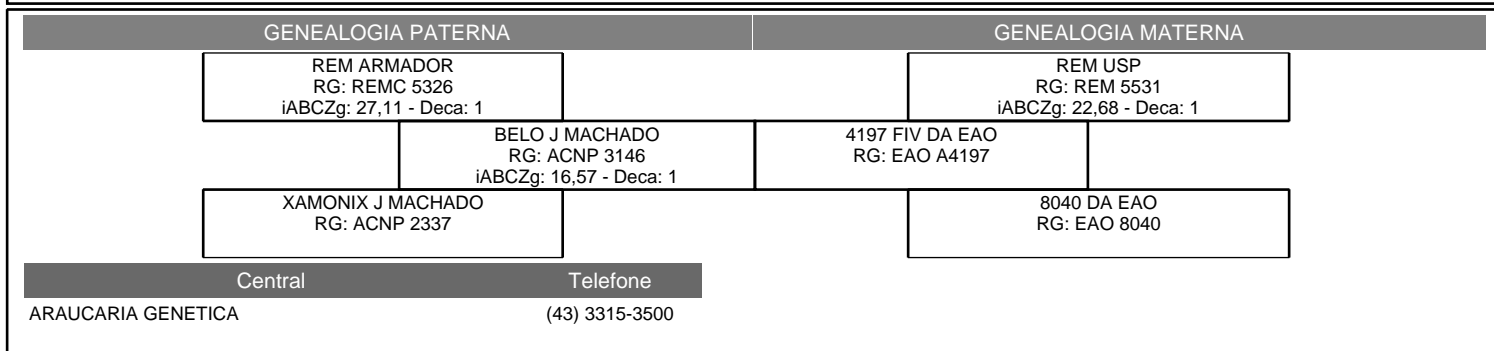 GENEALOGIA PATERNA
GENEALOGIA MATERNA
REM ARMADOR
RG: REMC 5326
iABCZg: 27,11 - Deca: 1
REM USP
RG: REM 5531
iABCZg: 22,68 - Deca: 1
BELO J MACHADO
RG: ACNP 3146
iABCZg: 16,57 - Deca: 1
4197 FIV DA EAO
RG: EAO A4197
XAMONIX J MACHADO
RG: ACNP 2337
8040 DA EAO
RG: EAO 8040
Central Telefone
ARAUCARIA GENETICA (43) 3315-3500